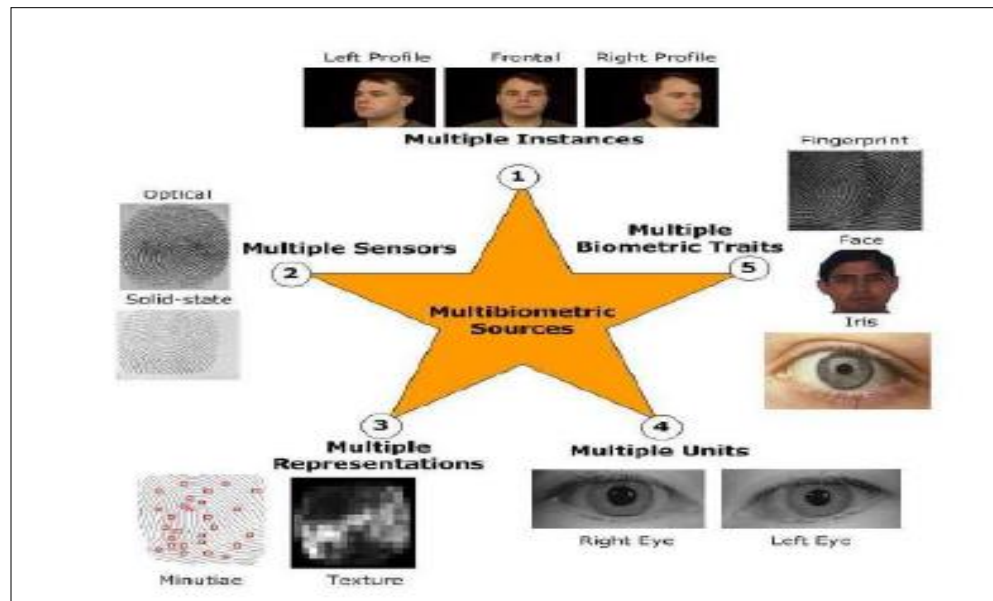 Left Profile Frontal Right Profile
Multiple Instances
1
Fingerprint
Optical
Multiple Sensors
2
Multiple
Biometric Traits
5
Face
Solid-state
Multibiometric
Sources
Iris
3
Multiple
Representations
4
Multiple Units
Minutiae
Texture
Right Eye
Left Eye